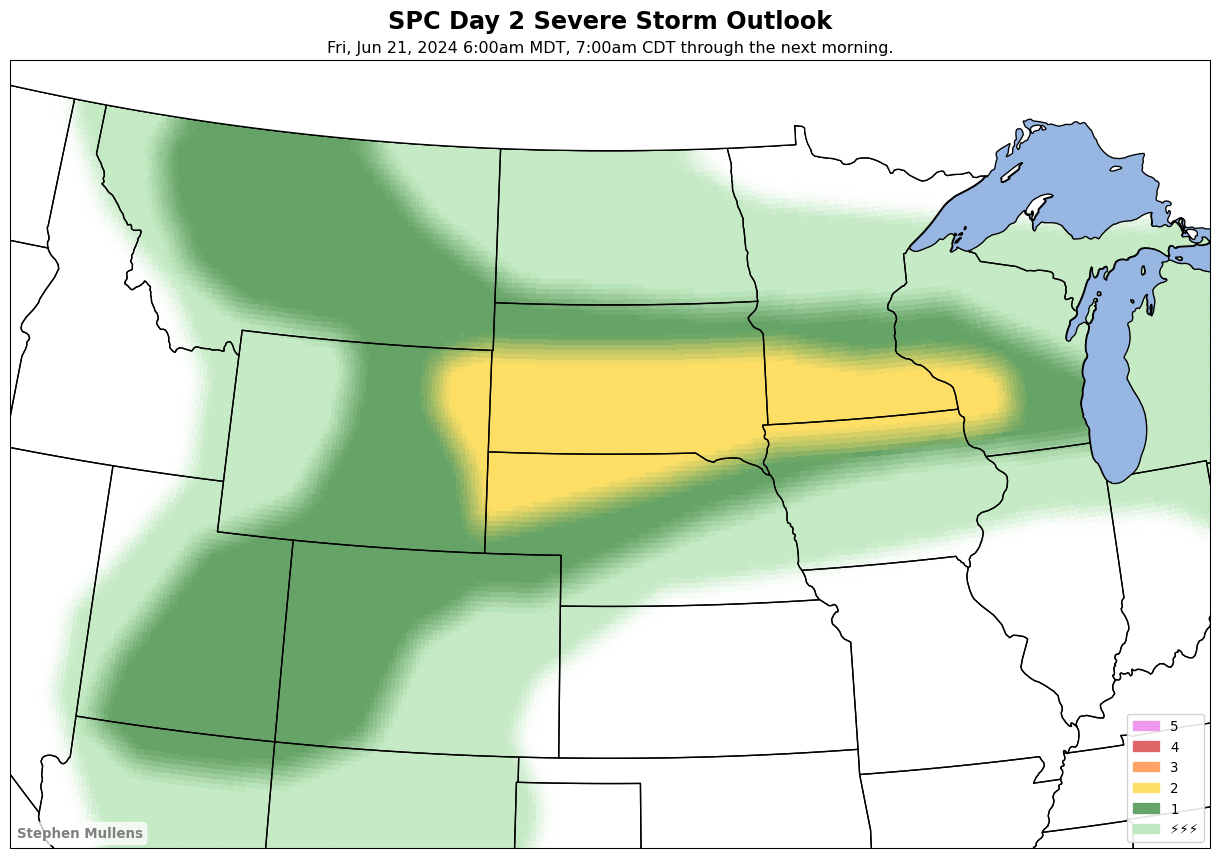 SPC Day 2 Severe Storm Outlook
Fri, Jun 21, 2024 6:00am MDT, 7:00am CDT through the next morning.
5
4
3
2
1
⚡⚡⚡
Stephen Mullens